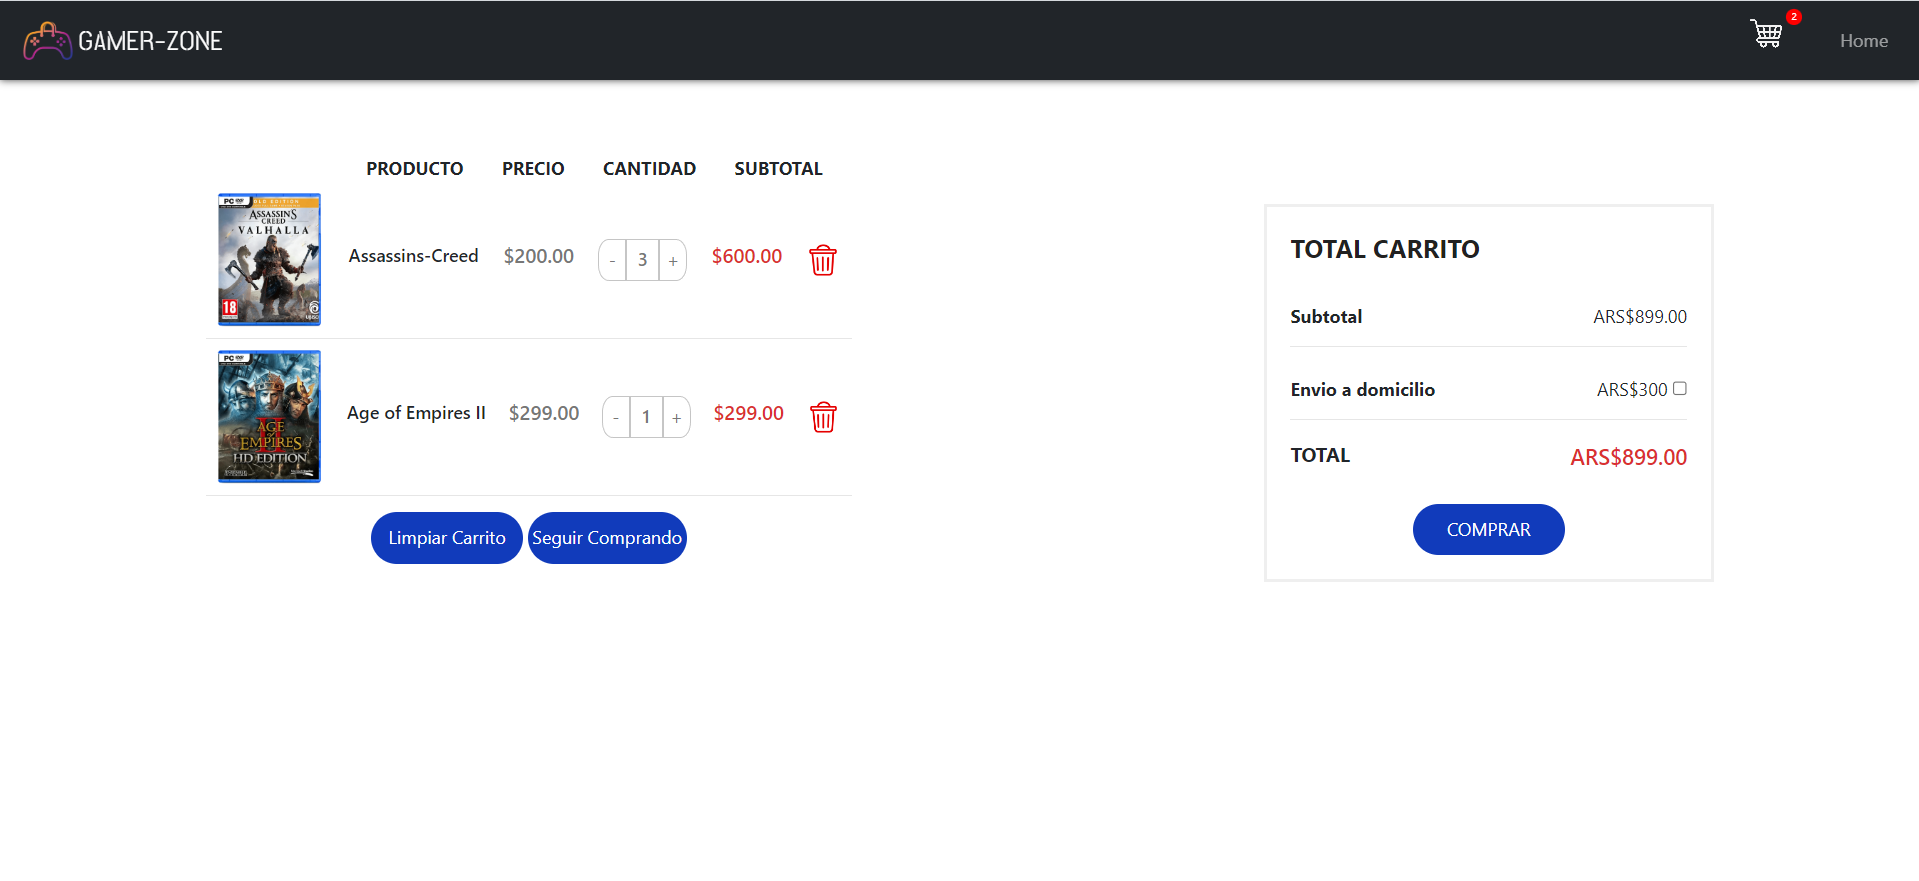 GAMER-ZONE
2
Home
PRODUCTO PRECIO CANTIDAD SUBTOTAL
PC
GOLD EDITION
ASSASSIN'S
CREED
VALHALLA
18
Assassins-Creed $200.00 - 3 + $600.00
PC
AGE
of
EMPIRES
II
HD EDITION
Age of Empires II $299.00 - 1 + $299.00
Limpiar Carrito Seguir Comprando
TOTAL CARRITO
Subtotal ARS$899.00
Envio a domicilio ARS$300
TOTAL ARS$899.00
COMPRAR